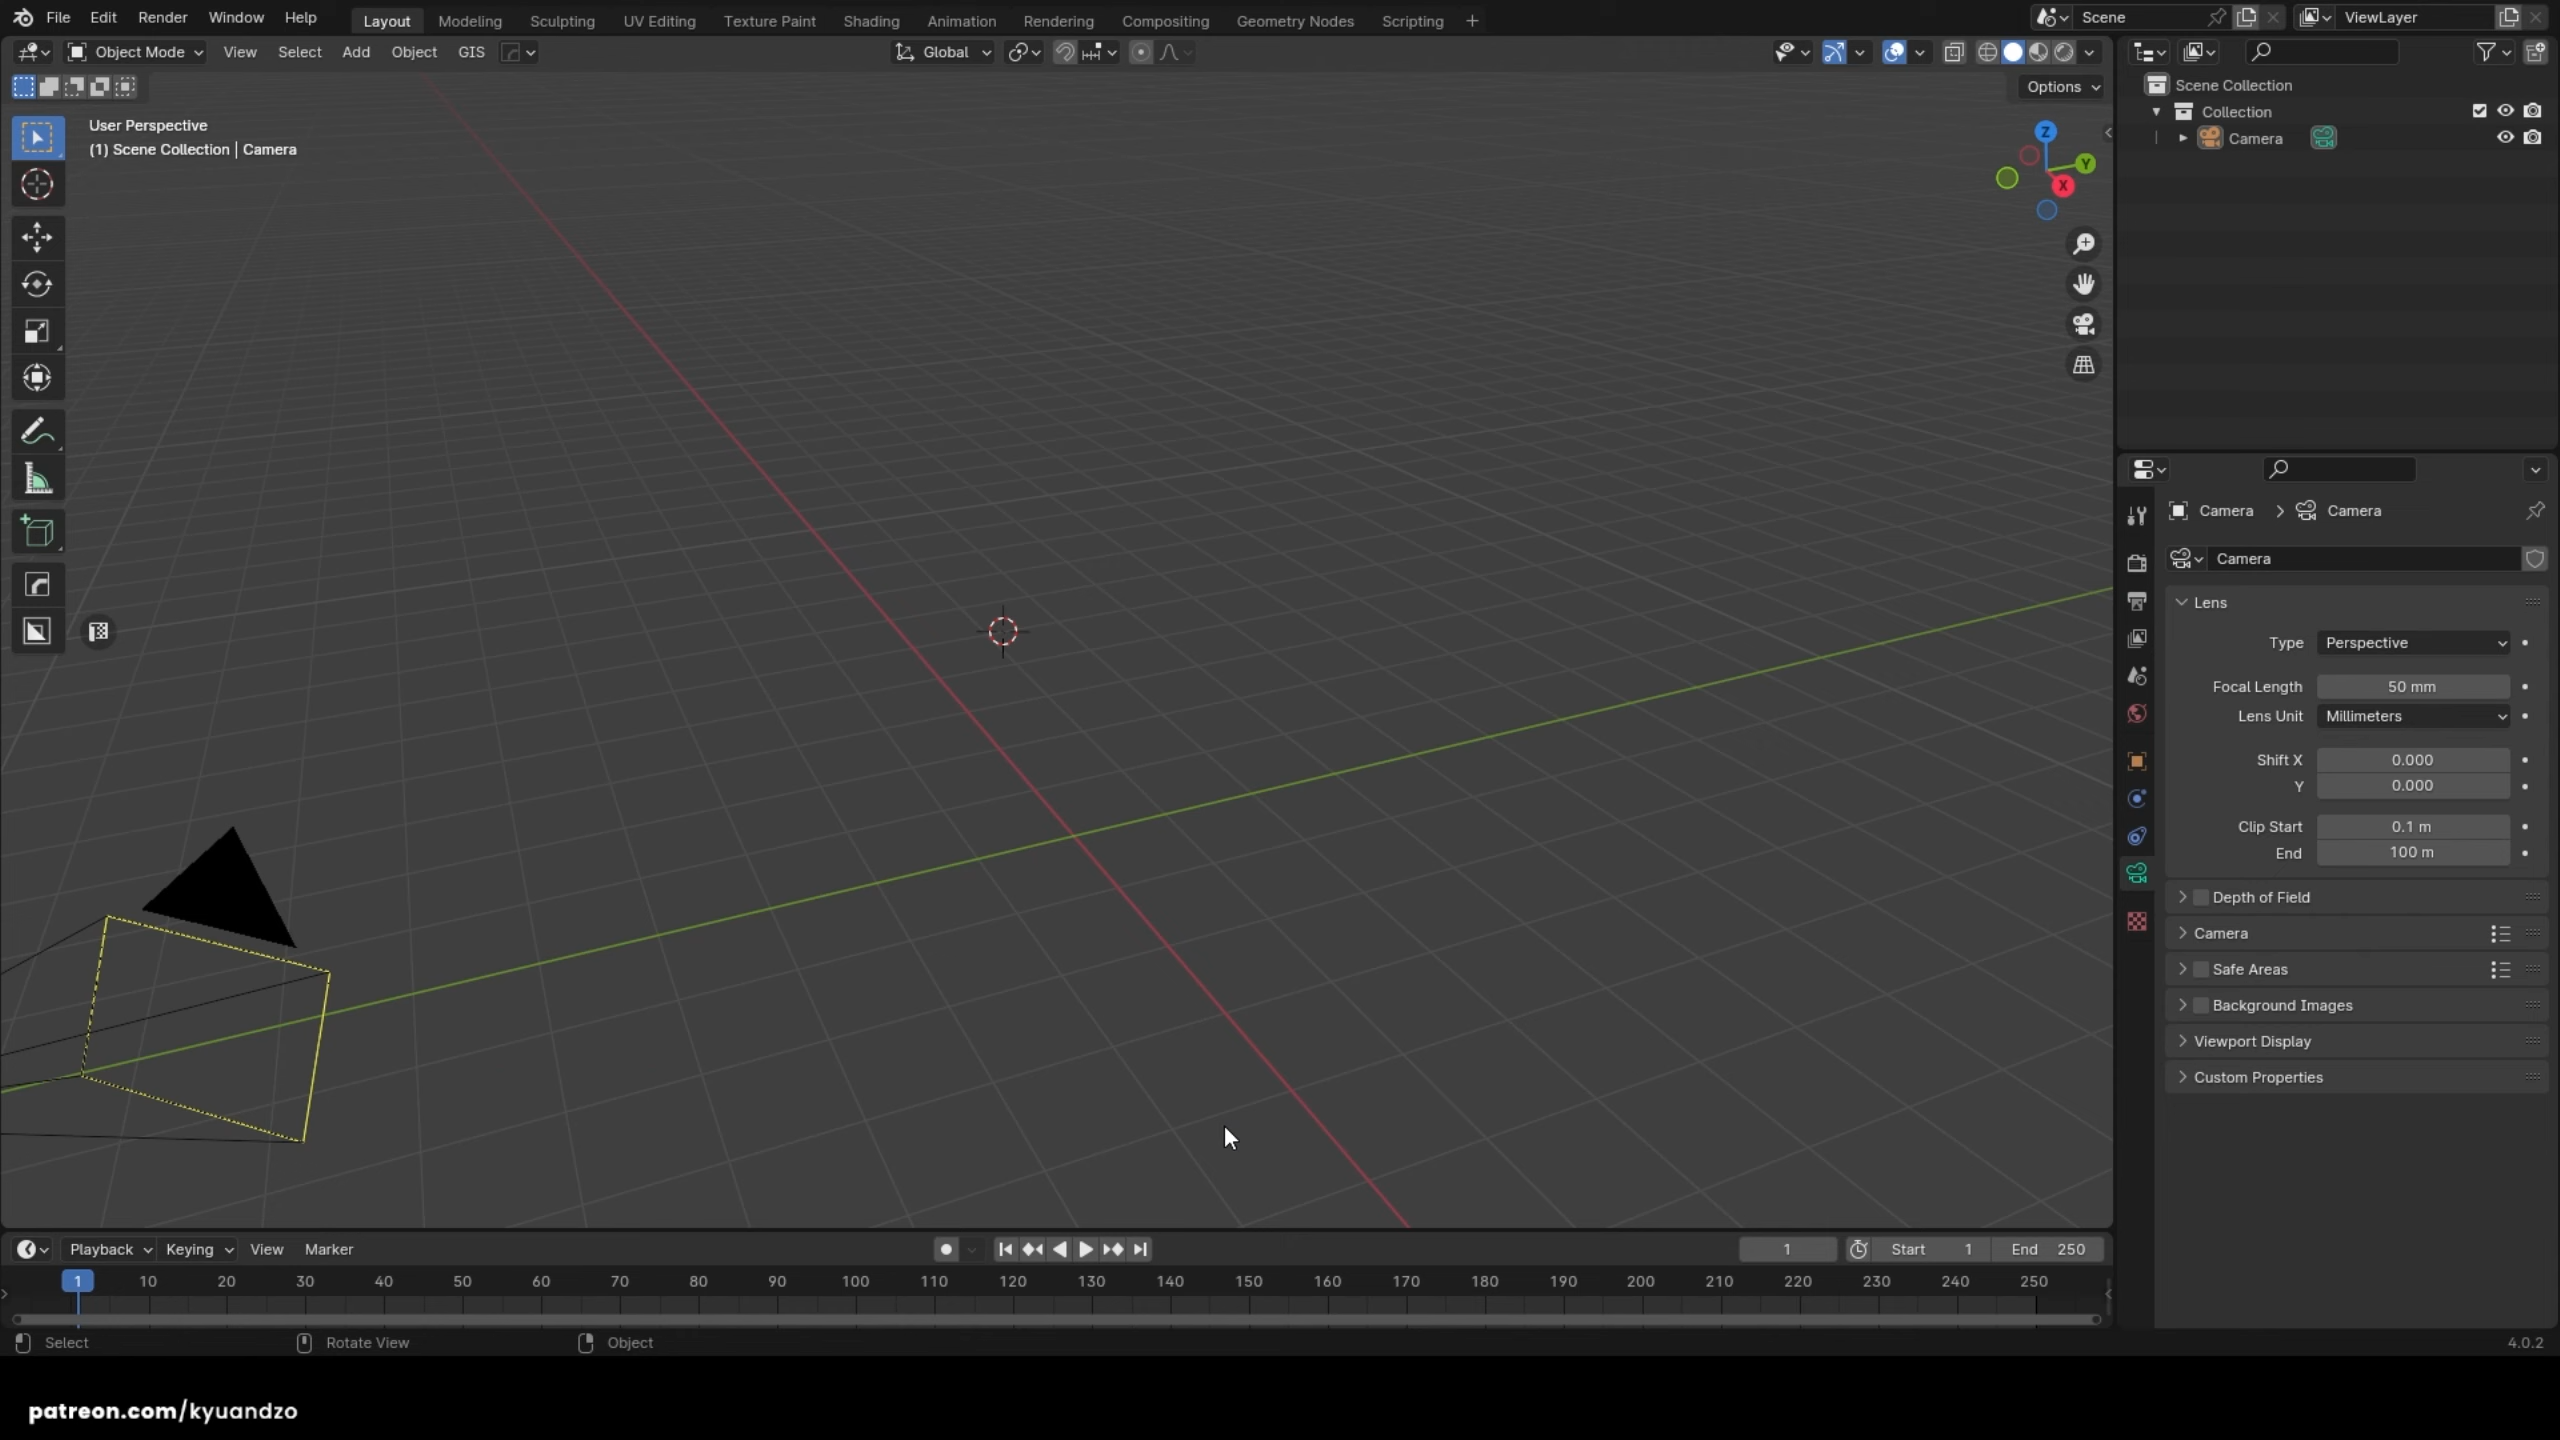 File Edit Render Window Help Layout Modeling Sculpting UV Editing Texture Paint Shading Animation Rendering Compositing Geometry Nodes Scripting + Scene ViewLayer
Object Mode View Select Add Object GIS Global
Options
User Perspective
(1) Scene Collection | Camera
Scene Collection
Collection
Camera
Z
Y
X
Camera > Camera
Camera
Lens
Type Perspective
Focal Length 50 mm
Lens Unit Millimeters
Shift X 0.000
Y 0.000
Clip Start 0.1 m
End 100 m
Depth of Field
Camera
Safe Areas
Background Images
Viewport Display
Custom Properties
Playback Keying View Marker 1 Start 1 End 250
1 10 20 30 40 50 60 70 80 90 100 110 120 130 140 150 160 170 180 190 200 210 220 230 240 250
Select Rotate View Object 4.0.2
patreon.com/kyuandzo